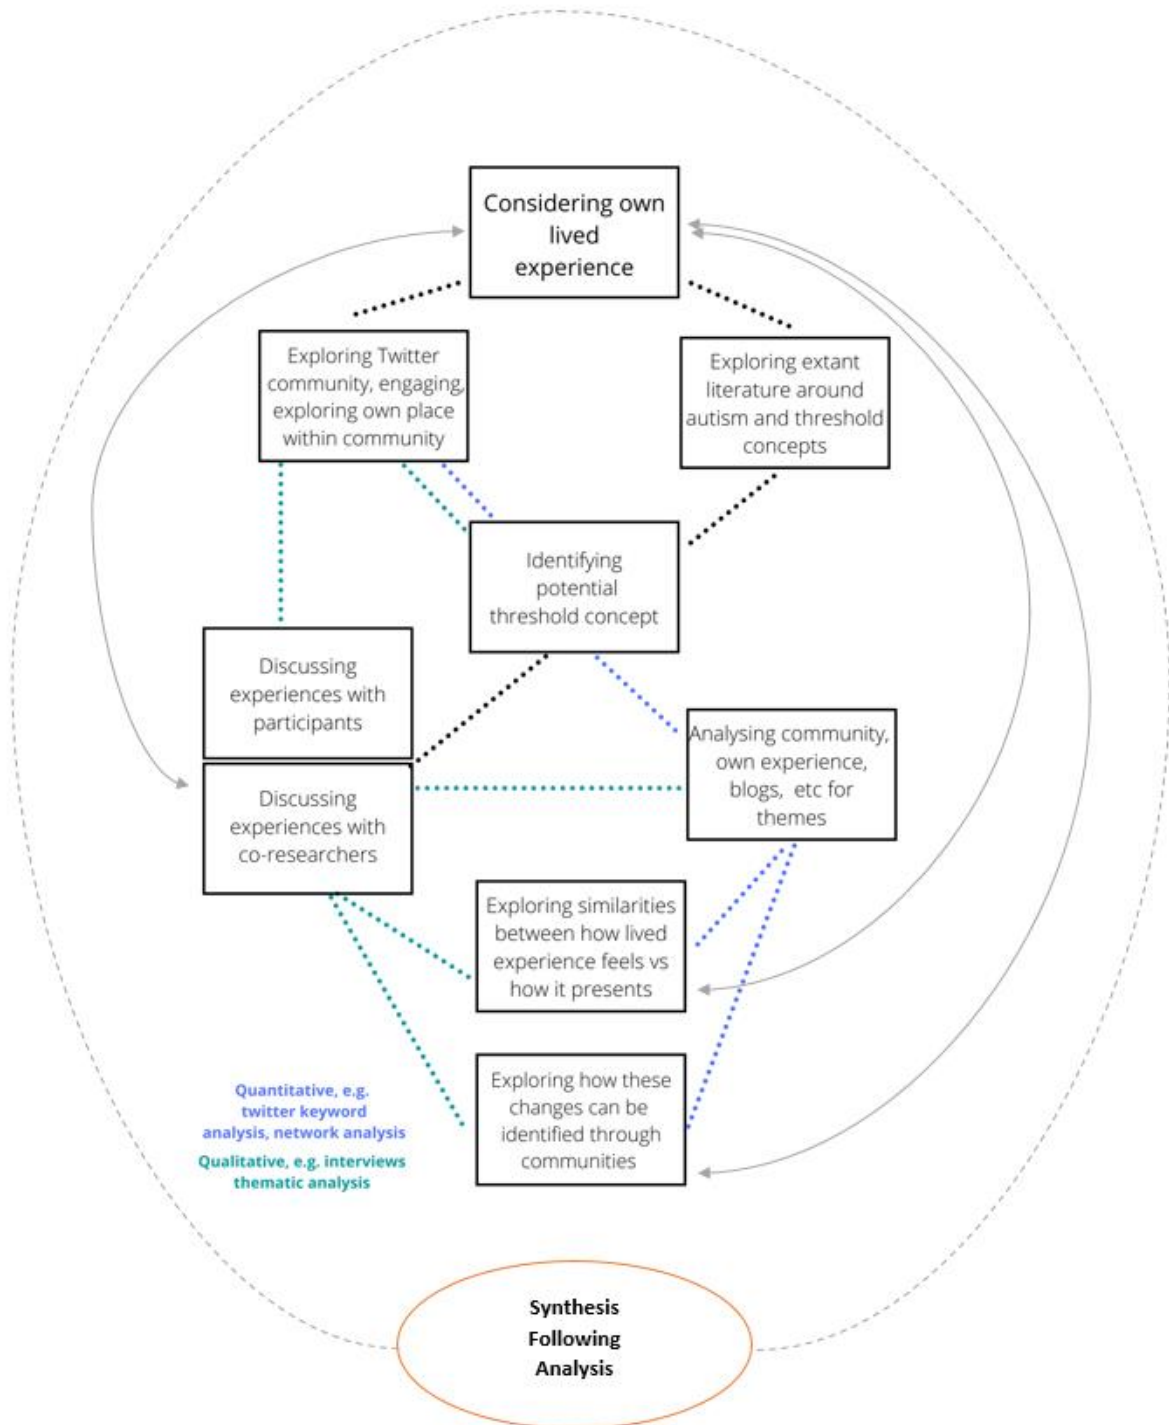 Considering own
lived
experience
Exploring Twitter
community, engaging,
exploring own place
within community
Exploring extant
literature around
autism and threshold
concepts
Identifying
potential
threshold concept
Discussing
experiences with
participants
Analysing community,
own experience,
blogs, etc for
themes
Discussing
experiences with
co-researchers
Exploring similarities
between how lived
experience feels vs
how it presents
Exploring how these
changes can be
identified through
communities
Quantitative, e.g.
twitter keyword
analysis, network analysis
Qualitative, e.g. interviews
thematic analysis
Synthesis
Following
Analysis